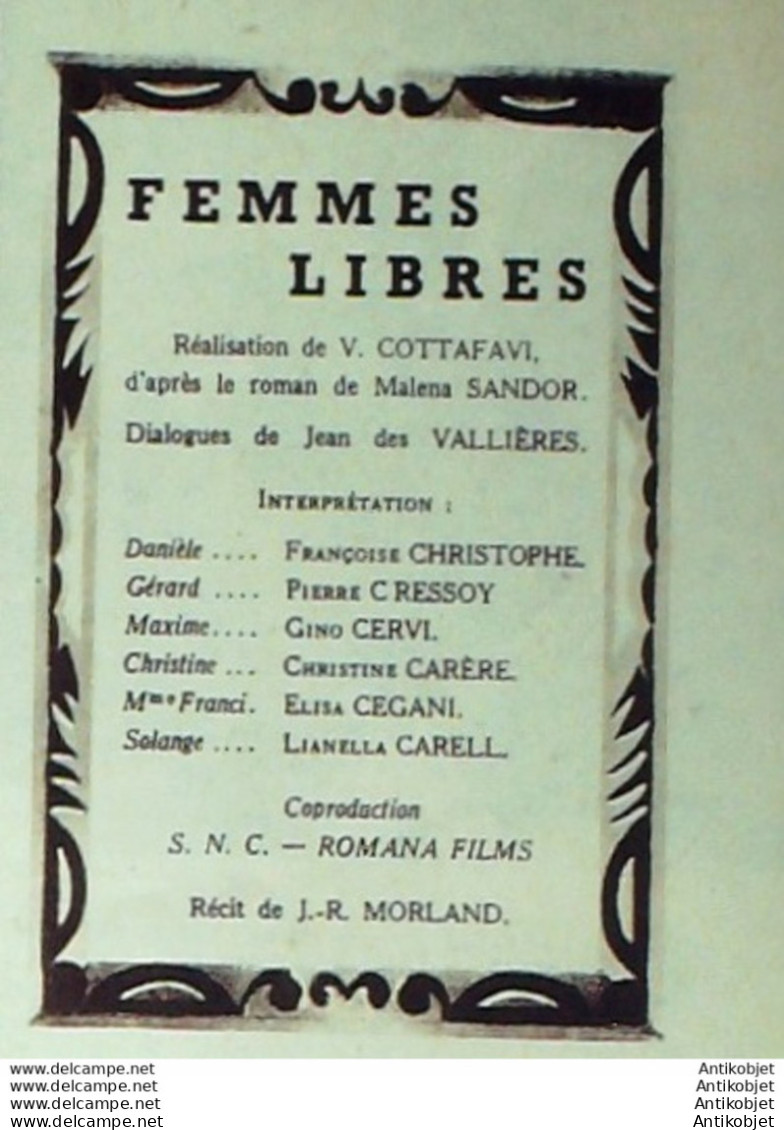 FEMMES
LIBRES
Réalisation de V. COTTAFAVI,
d'après le roman de Malena SANDOR.
Dialogues de Jean des VALLIÈRES.
INTERPRÉTATION :
Danièle .... FRANÇOISE CHRISTOPHE.
Gérard .... PIERRE CRESSOY
Maxime.... GINO CERVI.
Christine ... CHRISTINE CARÈRE.
Mme Franci. ELISA CEGANI.
Solange .... LIANELLA CARELL.
Coproduction
S. N. C. — ROMANA FILMS
Récit de J.-R. MORLAND.
www.delcampe.net Antikobjet
www.delcampe.net Antikobjet
www.delcampe.net Antikobjet
www.delcampe.net Antikobjet